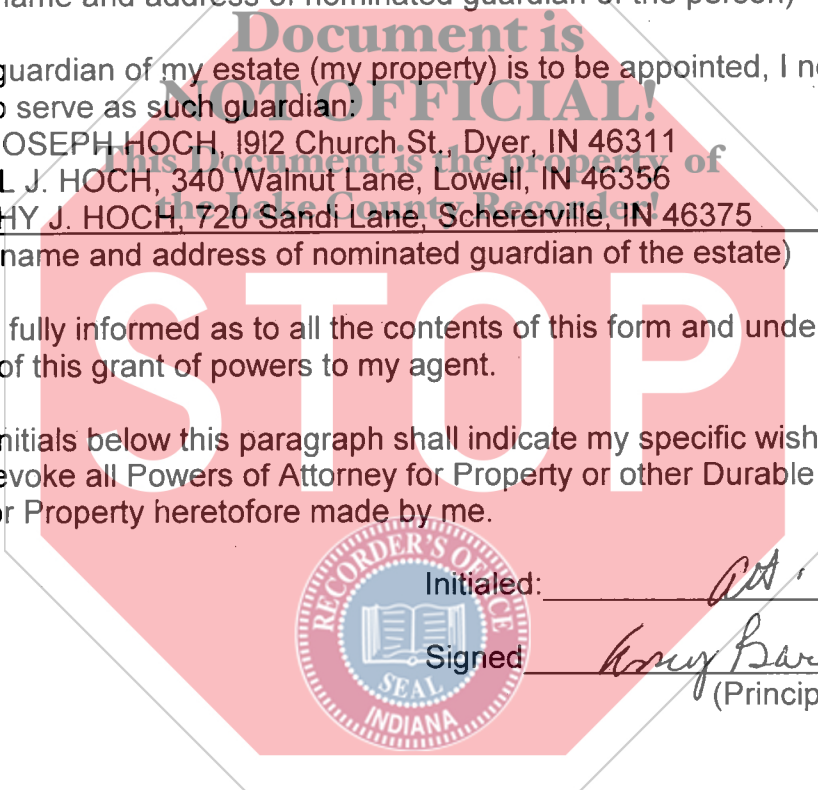 name and address of nominated guardian of the person)
Document is
guardian of my estate (my property) is to be appointed, I no
NOT OFFICIAL!
o serve as such guardian:
OSEPH HOCH, I9I2 Church St., Dyer, IN 46311
This Document is the property of
L J. HOCH, 340 Walnut Lane, Lowell, IN 46356
the Lake County Recorder!
HY J. HOCH, 720 Sandi Lane, Schererville, IN 46375
name and address of nominated guardian of the estate)
STOP
fully informed as to all the contents of this form and unde
of this grant of powers to my agent.
nitials below this paragraph shall indicate my specific wish
evoke all Powers of Attorney for Property or other Durable
or Property heretofore made by me.
RECORDER'S OFFICE
Initialed:
Signed
SEAL
(Princip
INDIANA